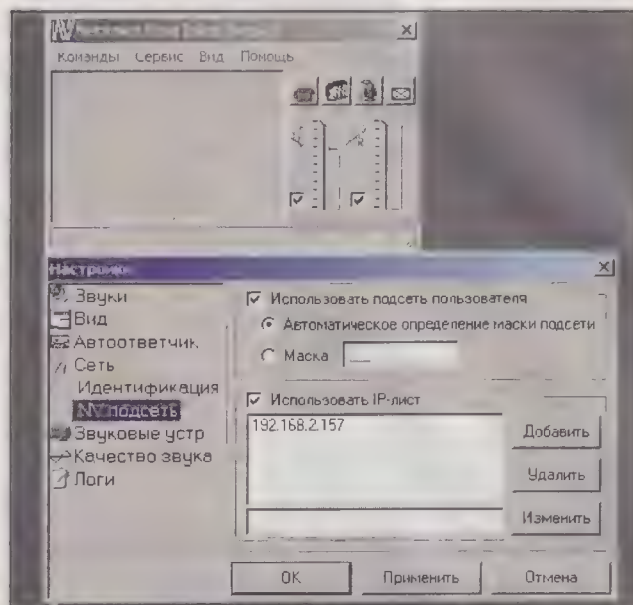 Команды Сервис Вид Помощь
Настройки
Звуки
Вид
Автоответчик
Сеть
Идентификация
NV подсеть
Звуковые устр
Качество звука
Логи
Использовать подсеть пользователя
Автоматическое определение маски подсети
Маска
Использовать IP-лист
192.168.2.157
Добавить
Удалить
Изменить
OK Применить Отмена